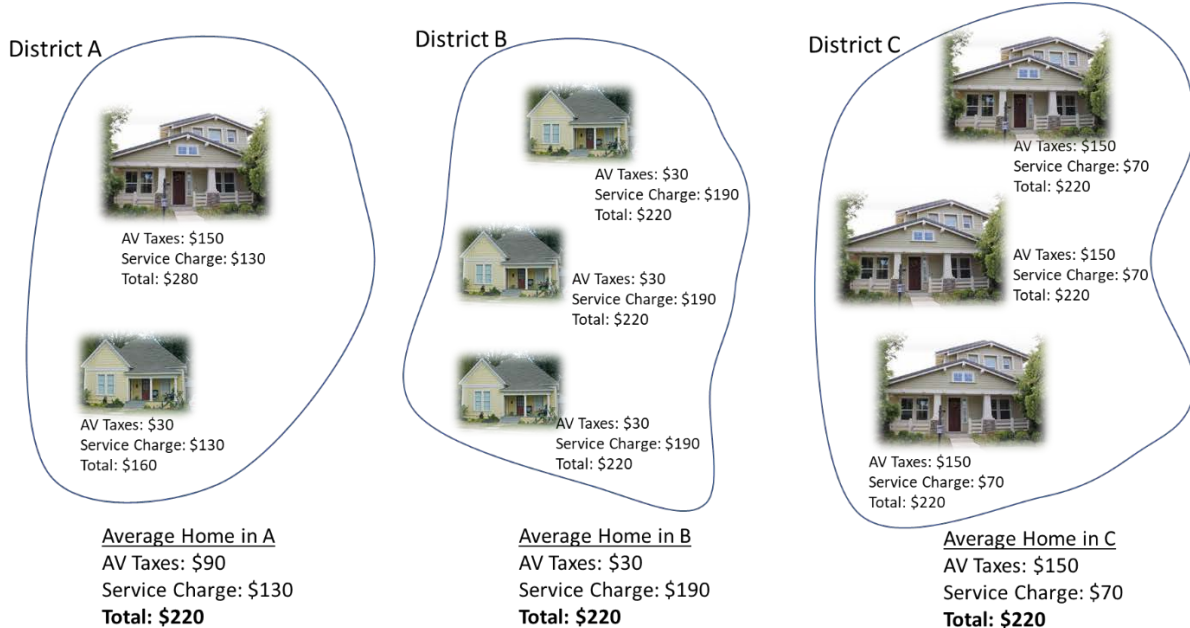 District A
AV Taxes: $150
Service Charge: $130
Total: $280
AV Taxes: $30
Service Charge: $130
Total: $160
Average Home in A
AV Taxes: $90
Service Charge: $130
Total: $220
District B
AV Taxes: $30
Service Charge: $190
Total: $220
AV Taxes: $30
Service Charge: $190
Total: $220
AV Taxes: $30
Service Charge: $190
Total: $220
Average Home in B
AV Taxes: $30
Service Charge: $190
Total: $220
District C
AV Taxes: $150
Service Charge: $70
Total: $220
AV Taxes: $150
Service Charge: $70
Total: $220
AV Taxes: $150
Service Charge: $70
Total: $220
Average Home in C
AV Taxes: $150
Service Charge: $70
Total: $220